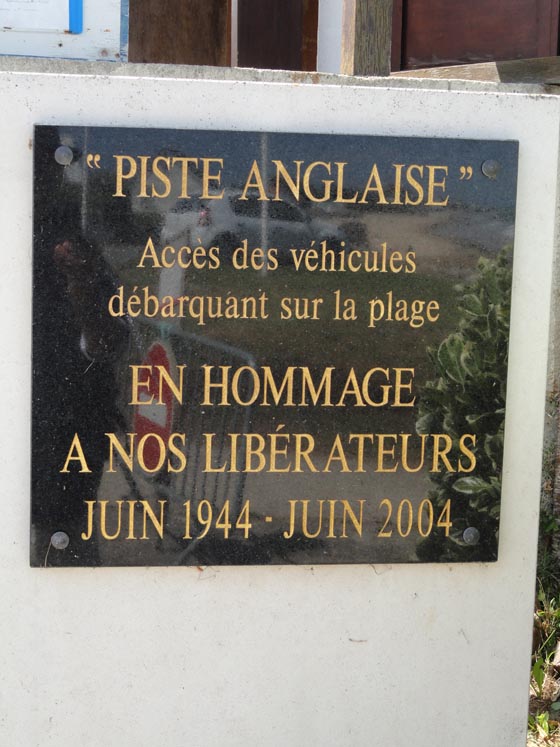 " PISTE ANGLAISE "
Accès des véhicules
débarquant sur la plage
EN HOMMAGE
A NOS LIBÉRATEURS
JUIN 1944 - JUIN 2004